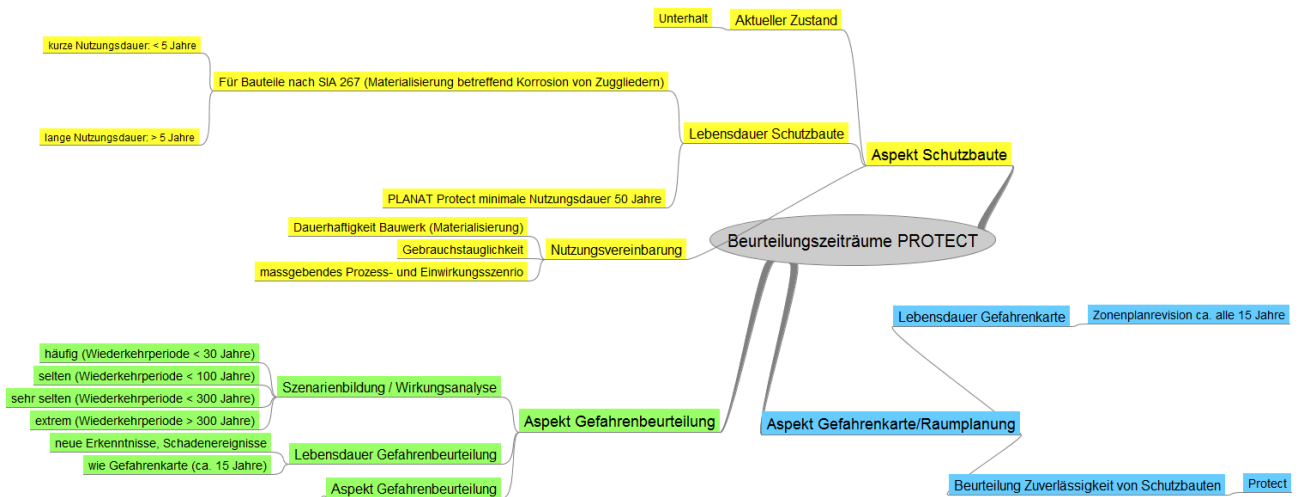 Unterhalt
Aktueller Zustand
kurze Nutzungsdauer: < 5 Jahre
Für Bauteile nach SIA 267 (Materialisierung betreffend Korrosion von Zuggliedern)
lange Nutzungsdauer: > 5 Jahre
Lebensdauer Schutzbaute
Aspekt Schutzbaute
PLANAT Protect minimale Nutzungsdauer 50 Jahre
Dauerhaftigkeit Bauwerk (Materialisierung)
Gebrauchstauglichkeit
Nutzungsvereinbarung
massgebendes Prozess- und Einwirkungsszenrio
Beurteilungszeiträume PROTECT
Lebensdauer Gefahrenkarte
Zonenplanrevision ca. alle 15 Jahre
Aspekt Gefahrenkarte/Raumplanung
Beurteilung Zuverlässigkeit von Schutzbauten
Protect
häufig (Wiederkehrperiode < 30 Jahre)
selten (Wiederkehrperiode < 100 Jahre)
sehr selten (Wiederkehrperiode < 300 Jahre)
extrem (Wiederkehrperiode > 300 Jahre)
Szenarienbildung / Wirkungsanalyse
Aspekt Gefahrenbeurteilung
neue Erkenntnisse, Schadenereignisse
wie Gefahrenkarte (ca. 15 Jahre)
Lebensdauer Gefahrenbeurteilung
Aspekt Gefahrenbeurteilung